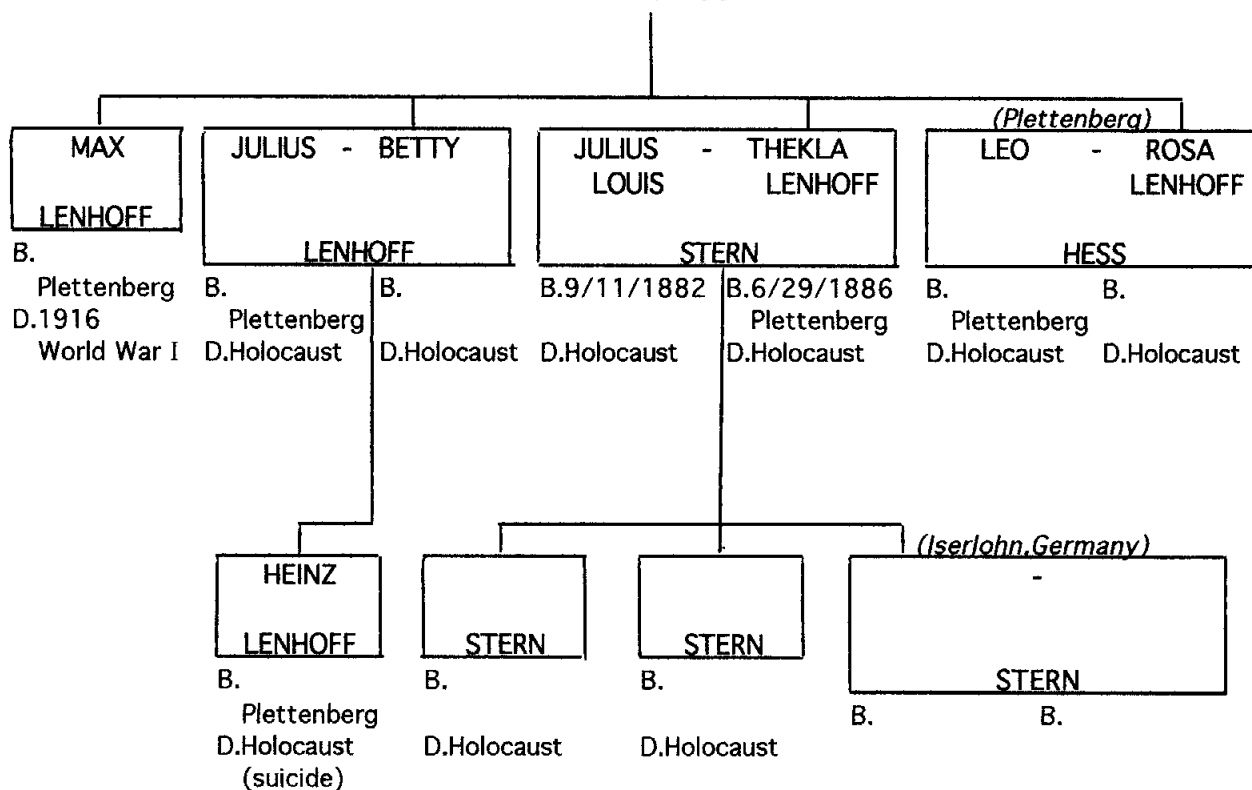 (Plettenberg)
MAX
LENHOFF
B.
Plettenberg
D.1916
World War I
JULIUS - BETTY
LENHOFF
B. B.
Plettenberg
D.Holocaust D.Holocaust
JULIUS - THEKLA
LOUIS LENHOFF
STERN
B.9/11/1882 B.6/29/1886
Plettenberg
D.Holocaust D.Holocaust
LEO - ROSA
LENHOFF
HESS
B. B.
Plettenberg
D.Holocaust D.Holocaust
HEINZ
LENHOFF
B.
Plettenberg
D.Holocaust
(suicide)
STERN
B.
D.Holocaust
STERN
B.
D.Holocaust
(Iserlohn,Germany)
-
STERN
B. B.